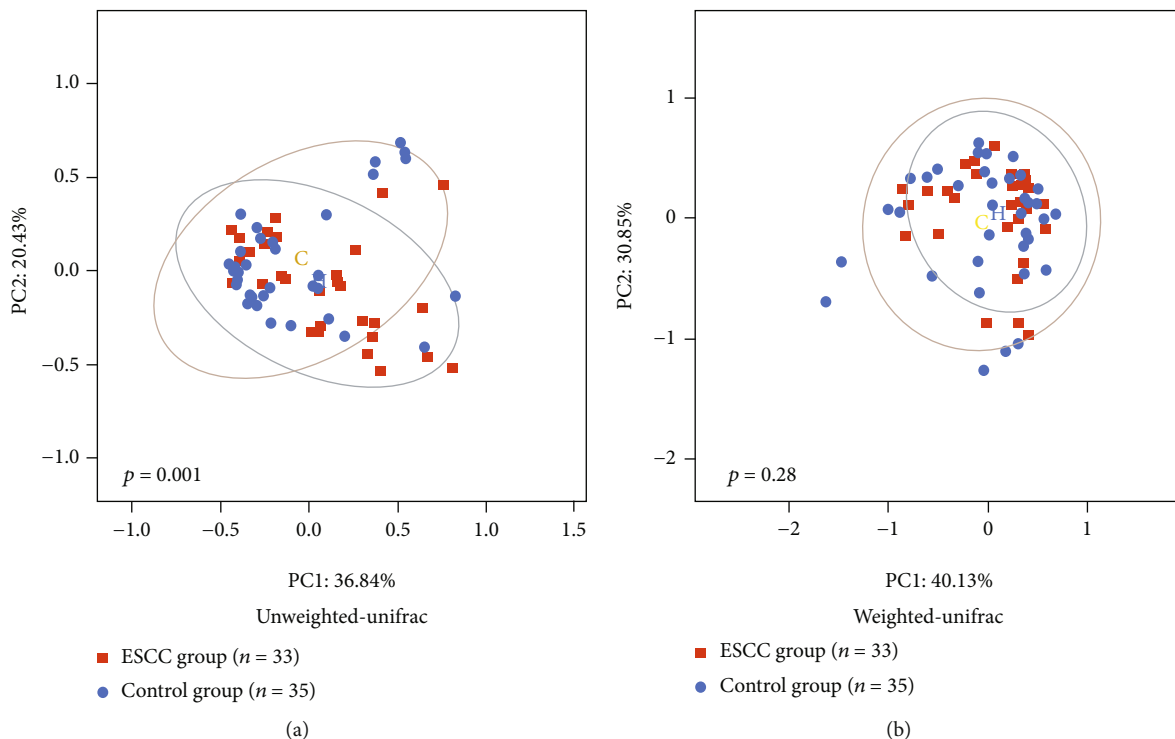 1.0
0.5
0.0
−0.5
−1.0
PC2: 20.43%
C
p = 0.001
−1.0
−0.5
0.0
0.5
1.0
1.5
PC1: 36.84%
Unweighted-unifrac
ESCC group (n = 33)
Control group (n = 35)
(a)
1
0
−1
−2
PC2: 30.85%
H
C
p = 0.28
−2
−1
0
1
PC1: 40.13%
Weighted-unifrac
ESCC group (n = 33)
Control group (n = 35)
(b)